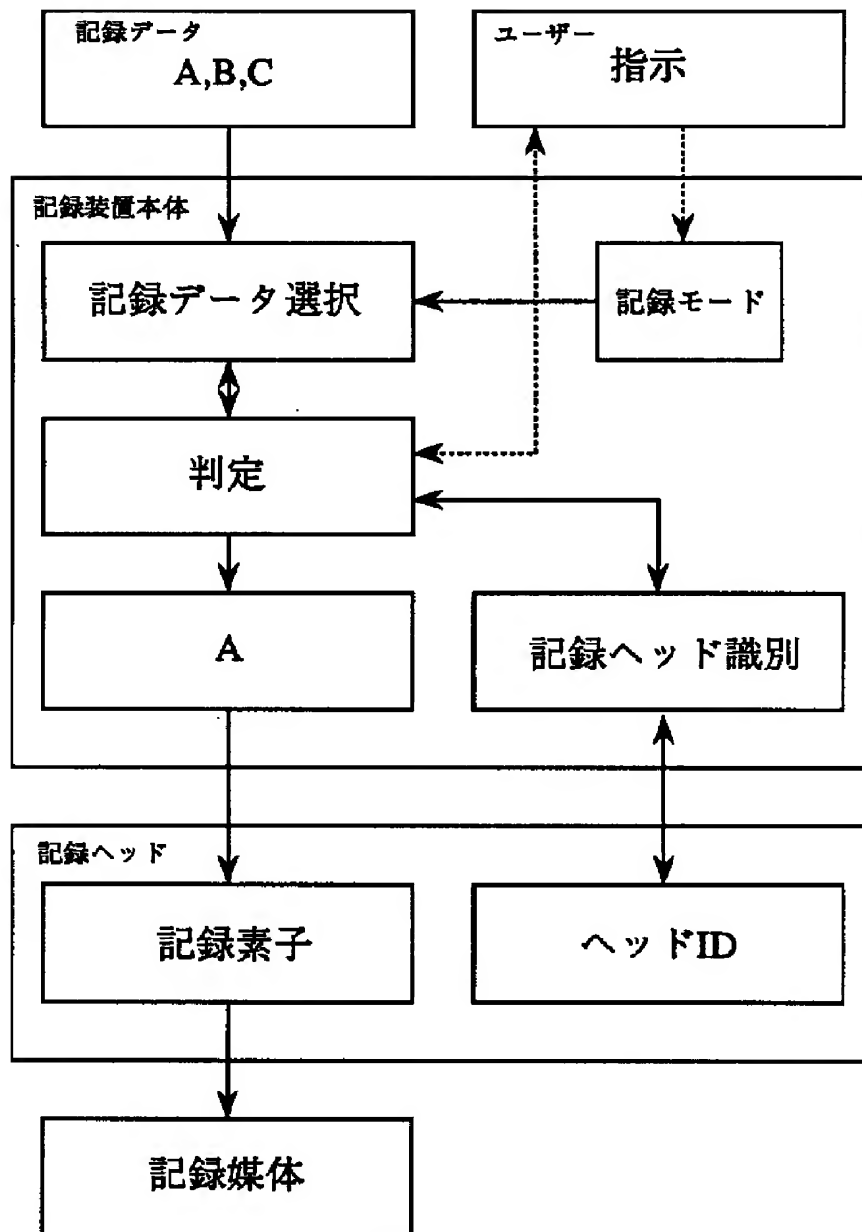 記録データ
A,B,C
ユーザー
指示
記録装置本体
記録データ選択
記録モード
判定
A
記録ヘッド識別
記録ヘッド
記録素子
ヘッドID
記録媒体